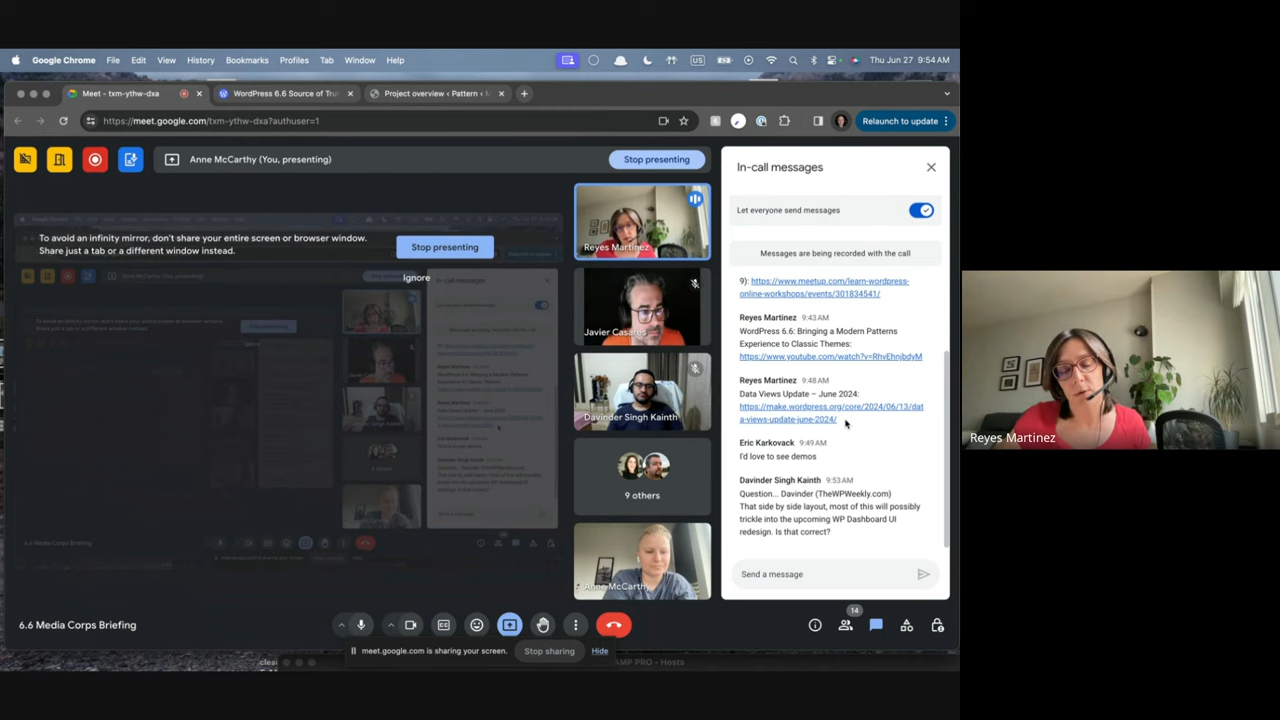 Google Chrome File Edit View History Bookmarks Profiles Tab Window Help US Thu Jun 27 9:54 AM
Meet – txm-ythw-dxa WordPress 6.6 Source of Tru Project overview ‹ Pattern ‹
https://meet.google.com/txm-ythw-dxa?authuser=1 Relaunch to update
Anne McCarthy (You, presenting) Stop presenting
To avoid an infinity mirror, don't share your entire screen or browser window.
Share just a tab or a different window instead.
Stop presenting
Ignore
Reyes Martinez
Javier Casares
Davinder Singh Kainth
9 others
Anne McCarthy
In-call messages
Let everyone send messages
Messages are being recorded with the call
9): https://www.meetup.com/learn-wordpress-
online-workshops/events/301834541/
Reyes Martinez 9:43 AM
WordPress 6.6: Bringing a Modern Patterns
Experience to Classic Themes:
https://www.youtube.com/watch?v=RhvEhnjbdyM
Reyes Martinez 9:48 AM
Data Views Update – June 2024:
https://make.wordpress.org/core/2024/06/13/dat
a-views-update-june-2024/
Eric Karkovack 9:49 AM
I'd love to see demos
Davinder Singh Kainth 9:53 AM
Question... Davinder (TheWPWeekly.com)
That side by side layout, most of this will possibly
trickle into the upcoming WP Dashboard UI
redesign. Is that correct?
Send a message
6.6 Media Corps Briefing
14
meet.google.com is sharing your screen. Stop sharing Hide
AMP PRO - Hosts
Reyes Martinez